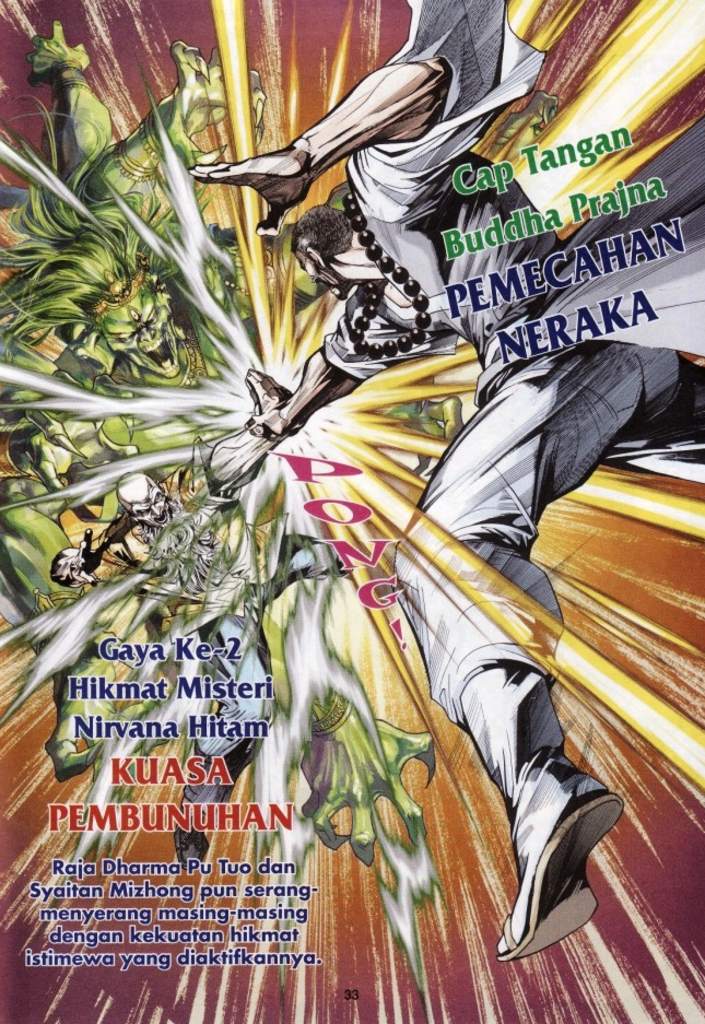 Cap Tangan
Buddha Prajna
PEMECAHAN
NERAKA
PONG!
Gaya Ke-2
Hikmat Misteri
Nirvana Hitam
KUASA
PEMBUNUHAN
Raja Dharma Pu Tuo dan
Syaitan Mizhong pun serang-
menyerang masing-masing
dengan kekuatan hikmat
istimewa yang diaktifkannya.
33